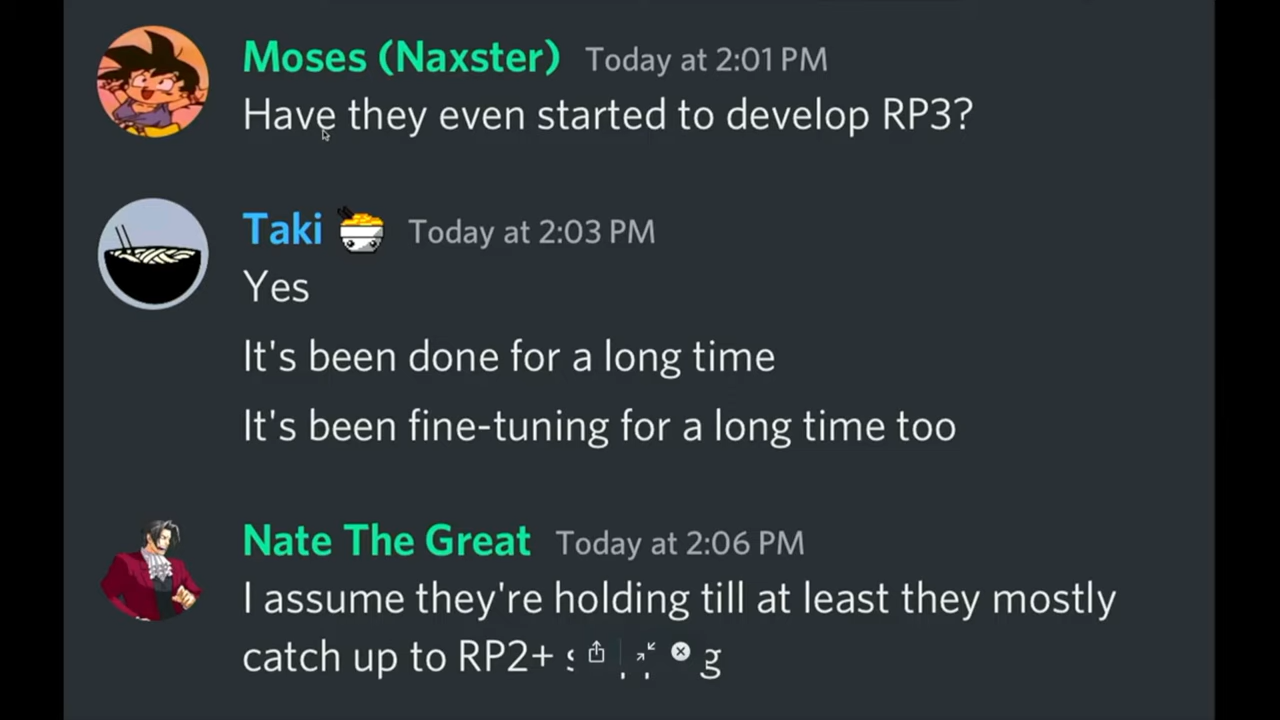 Moses (Naxster) Today at 2:01 PM
Have they even started to develop RP3?
Taki Today at 2:03 PM
Yes
It's been done for a long time
It's been fine-tuning for a long time too
Nate The Great Today at 2:06 PM
I assume they're holding till at least they mostly
catch up to RP2+